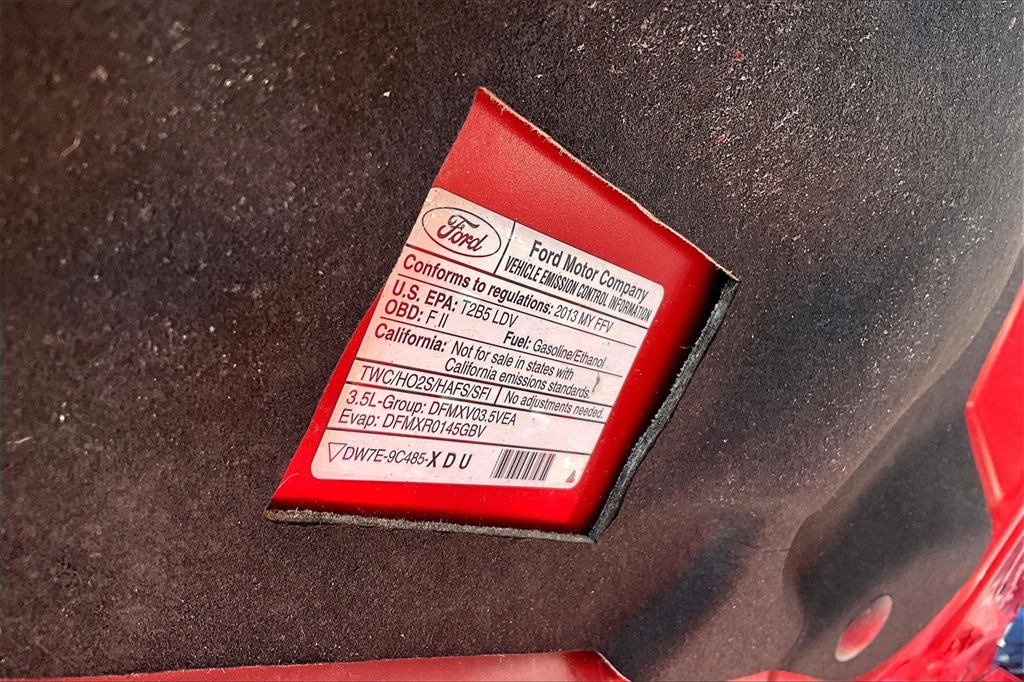 Ford
Ford Motor Company
VEHICLE EMISSION CONTROL INFORMATION
Conforms to regulations: 2013 MY FFV
U.S. EPA: T2B5 LDV
OBD: F, II Fuel: Gasoline/Ethanol
California: Not for sale in states with
California emissions standards.
TWC/HO2S/HAFS/SFI No adjustments needed.
3.5L-Group: DFMXV03.5VEA
Evap: DFMXR0145GBV
DW7E-9C485-XDU